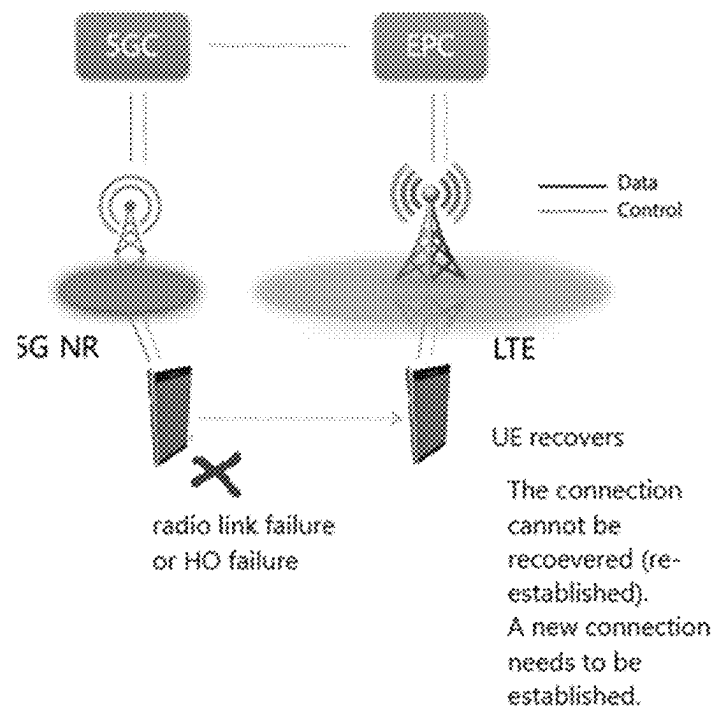 5GC
EPC
Data
Control
5G NR
LTE
UE recovers
radio link failure
or HO failure
The connection
cannot be
recoevered (re-
established).
A new connection
needs to be
established.